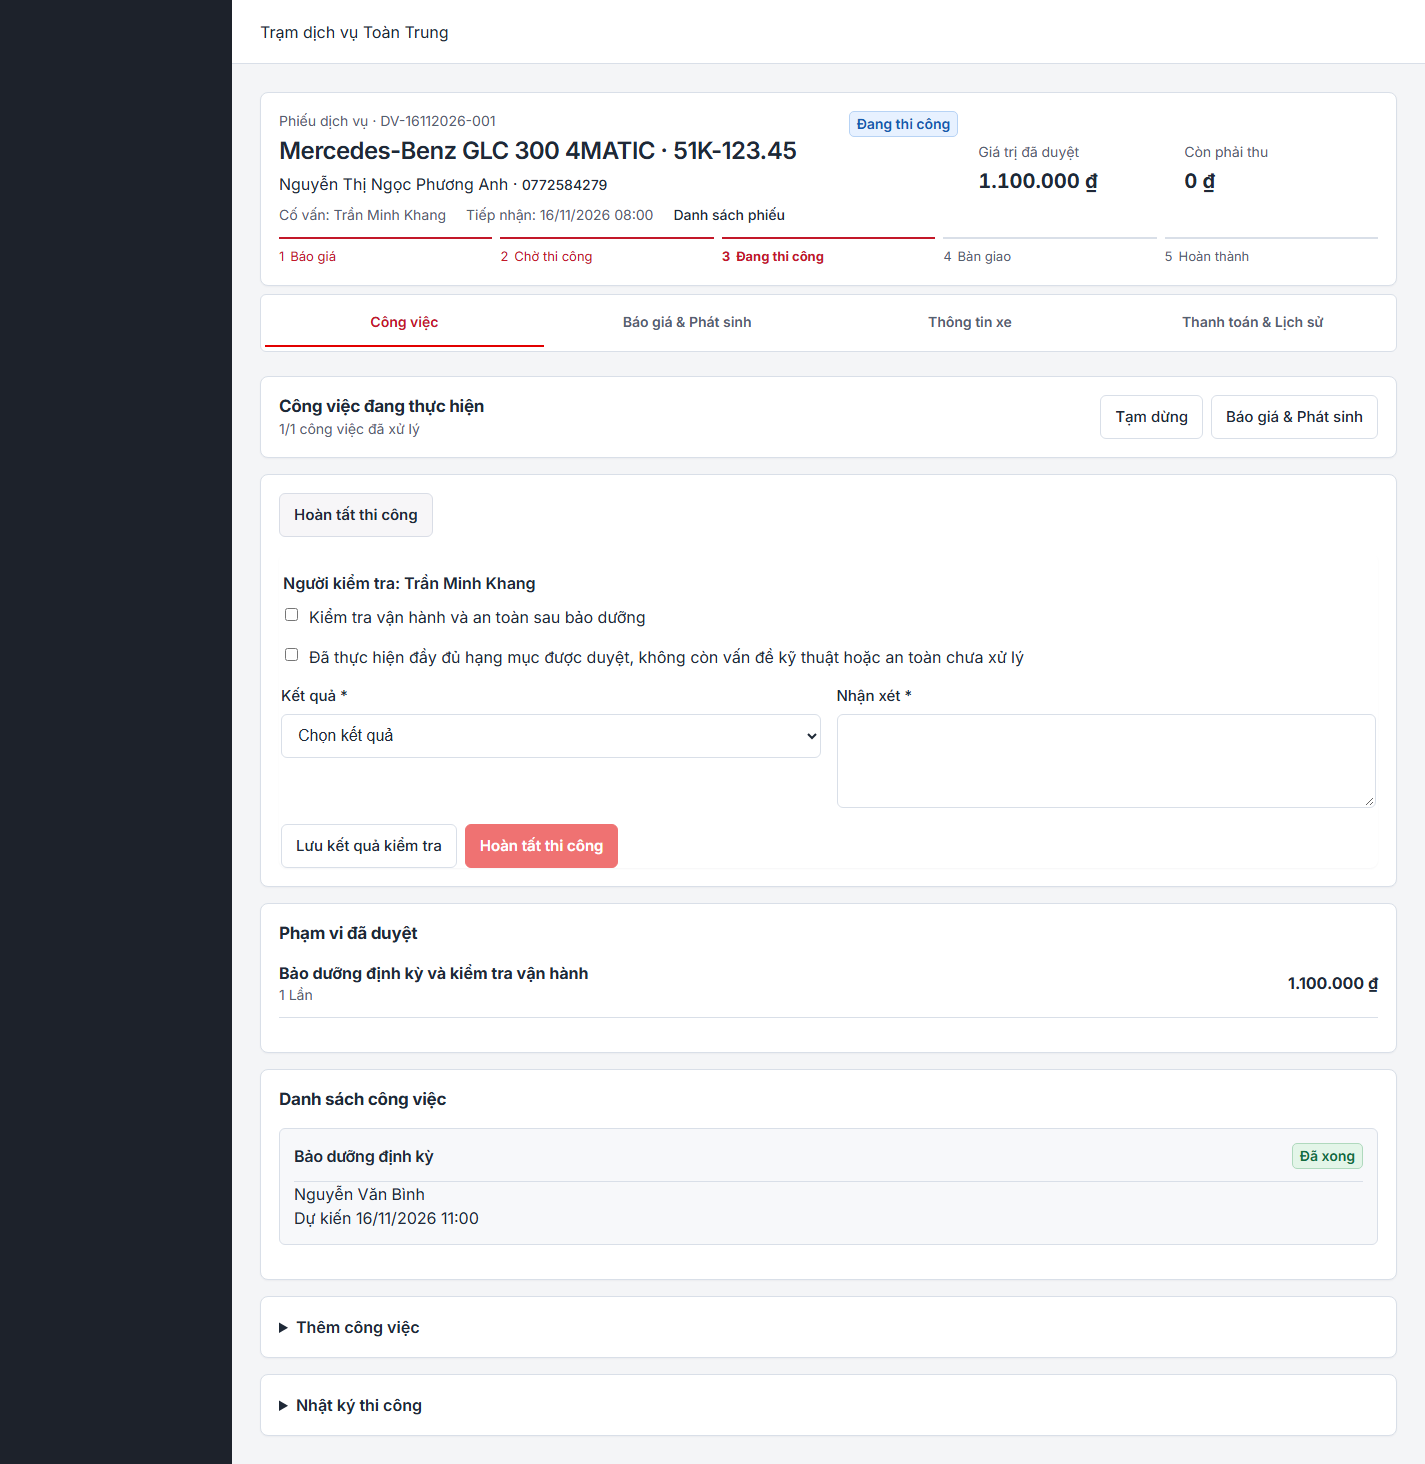 Trạm dịch vụ Toàn Trung
Phiếu dịch vụ · DV-16112026-001
Đang thi công
Mercedes-Benz GLC 300 4MATIC · 51K-123.45
Giá trị đã duyệt
Còn phải thu
1.100.000 ₫
0 ₫
Nguyễn Thị Ngọc Phương Anh · 0772584279
Cố vấn: Trần Minh Khang
Tiếp nhận: 16/11/2026 08:00
Danh sách phiếu
1 Báo giá
2 Chờ thi công
3 Đang thi công
4 Bàn giao
5 Hoàn thành
Công việc
Báo giá & Phát sinh
Thông tin xe
Thanh toán & Lịch sử
Công việc đang thực hiện
1/1 công việc đã xử lý
Tạm dừng
Báo giá & Phát sinh
Hoàn tất thi công
Người kiểm tra: Trần Minh Khang
Kiểm tra vận hành và an toàn sau bảo dưỡng
Đã thực hiện đầy đủ hạng mục được duyệt, không còn vấn đề kỹ thuật hoặc an toàn chưa xử lý
Kết quả *
Nhận xét *
Chọn kết quả
Lưu kết quả kiểm tra
Hoàn tất thi công
Phạm vi đã duyệt
Bảo dưỡng định kỳ và kiểm tra vận hành
1 Lần
1.100.000 ₫
Danh sách công việc
Bảo dưỡng định kỳ
Đã xong
Nguyễn Văn Bình
Dự kiến 16/11/2026 11:00
Thêm công việc
Nhật ký thi công